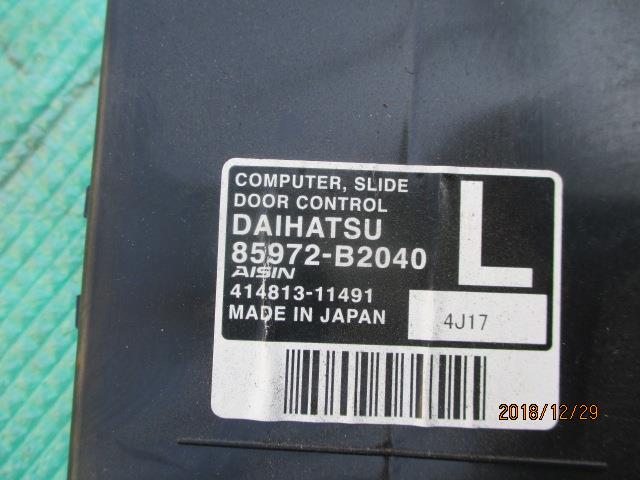 COMPUTER, SLIDE
DOOR CONTROL
DAIHATSU
85972-B2040
AISIN
414813-11491
MADE IN JAPAN
L
4J17
2018/12/29